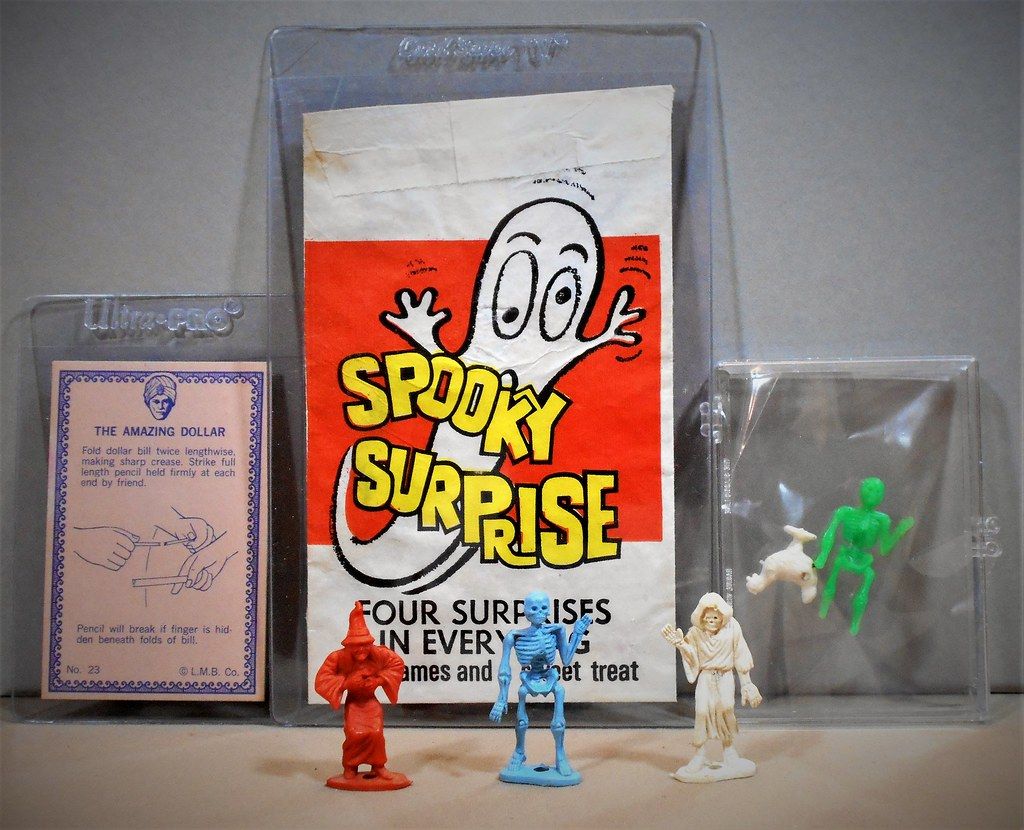 Ultra-PRO®
THE AMAZING DOLLAR
Fold dollar bill twice lengthwise,
making sharp crease. Strike full
length pencil held firmly at each
end by friend.
Pencil will break if finger is hid-
den beneath folds of bill.
No. 23 © L.M.B. Co.
SPOOKY
SURPRISE
FOUR SURPRISES
IN EVERY G
ames and eet treat